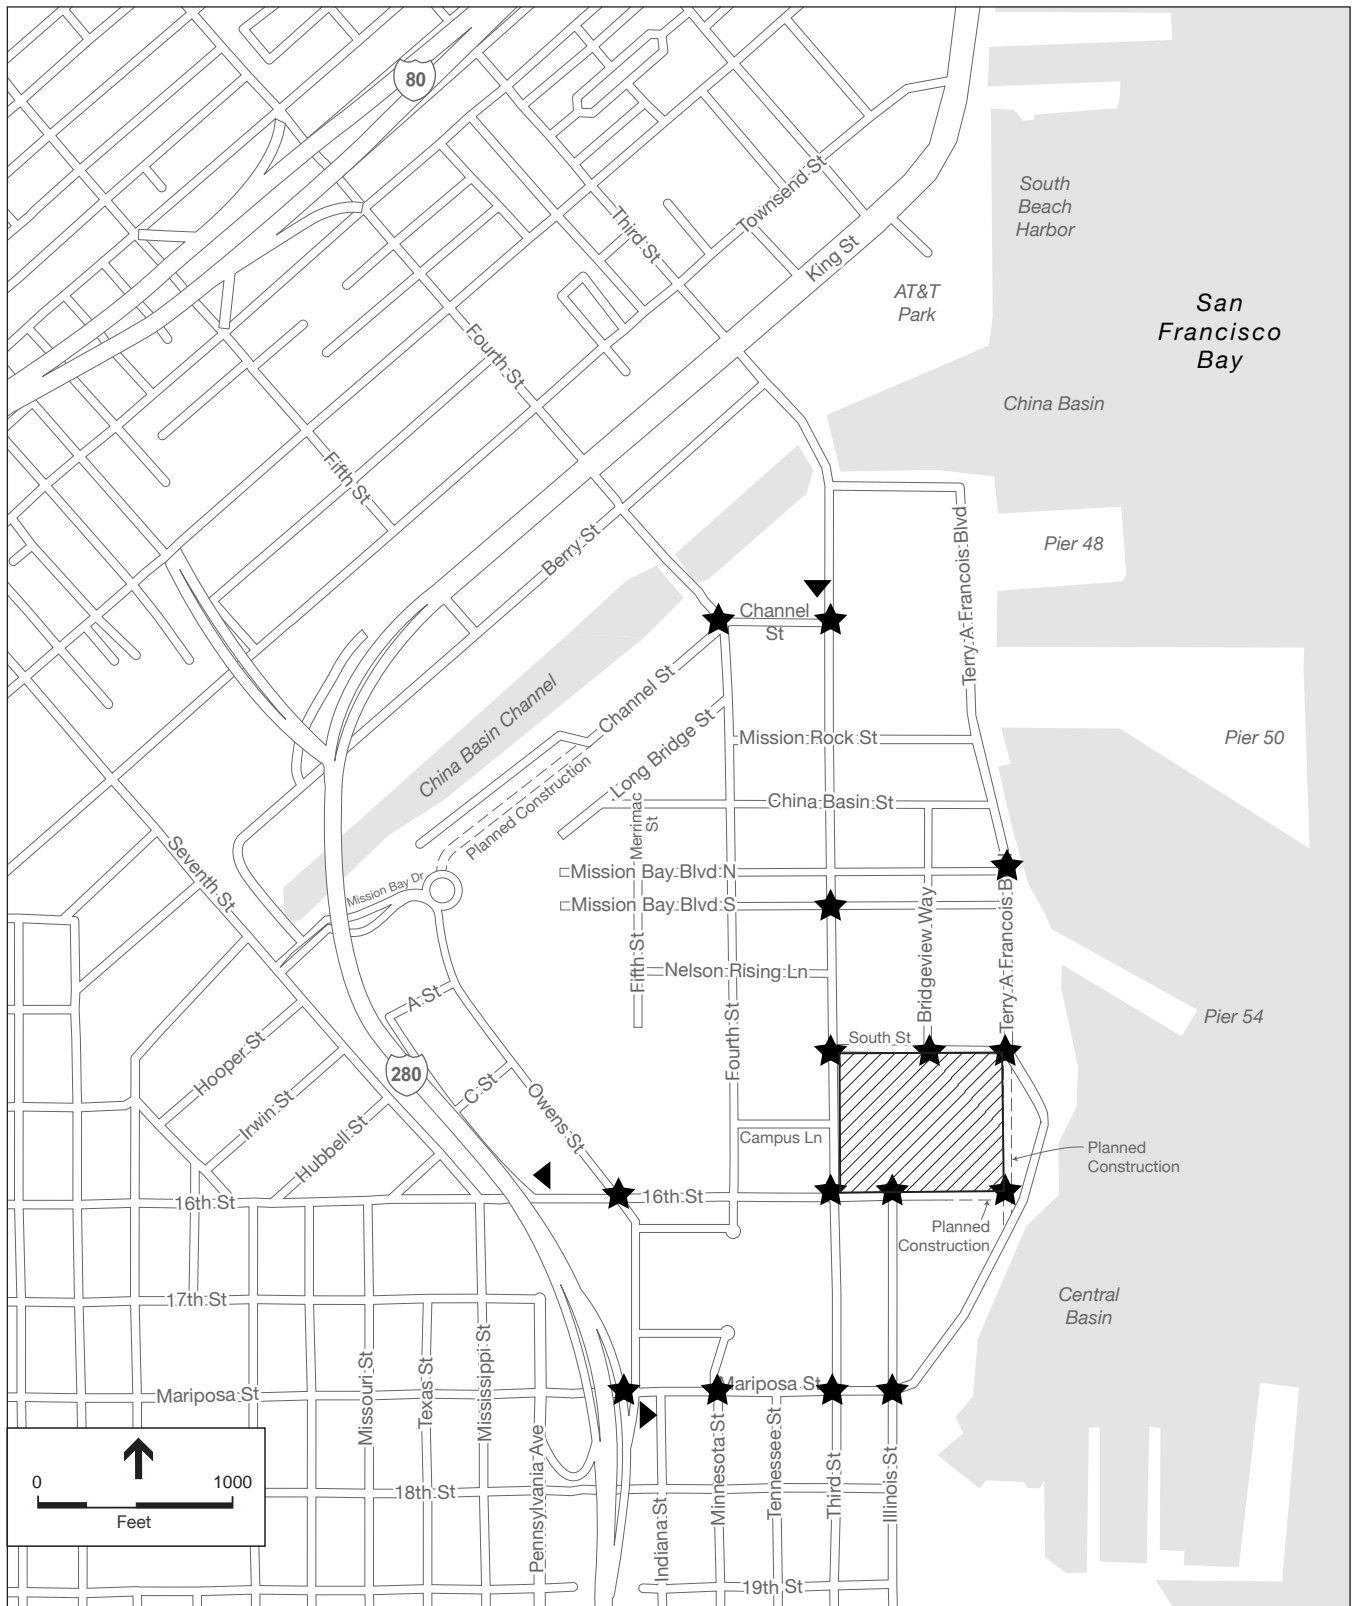 80
South
Beach
Harbor
Townsend St
Third St
King St
AT&T
Park
San
Francisco
Bay
Fourth St
China Basin
Fifth St
Terry A Francois Blvd
Berry St
Pier 48
Channel
St
China Basin Channel
Channel St
Long Bridge St
Mission Rock St
Pier 50
Planned Construction
China Basin St
Merrimac
St
Seventh St
Mission Bay Dr
Mission Bay Blvd N
Mission Bay Blvd S
Bridgeview Way
Terry A Francois B
Fifth St
Nelson Rising Ln
A St
Pier 54
Fourth St
South St
Hooper St
280
C St
Owens St
Irwin St
Hubbell St
Campus Ln
Planned
Construction
16th St
16th St
Planned
Construction
17th St
Central
Basin
Missouri St
Texas St
Mississippi St
Mariposa St
Mariposa St
Pennsylvania Ave
Indiana St
Minnesota St
Tennessee St
Third St
Illinois St
0
1000
Feet
18th St
19th St